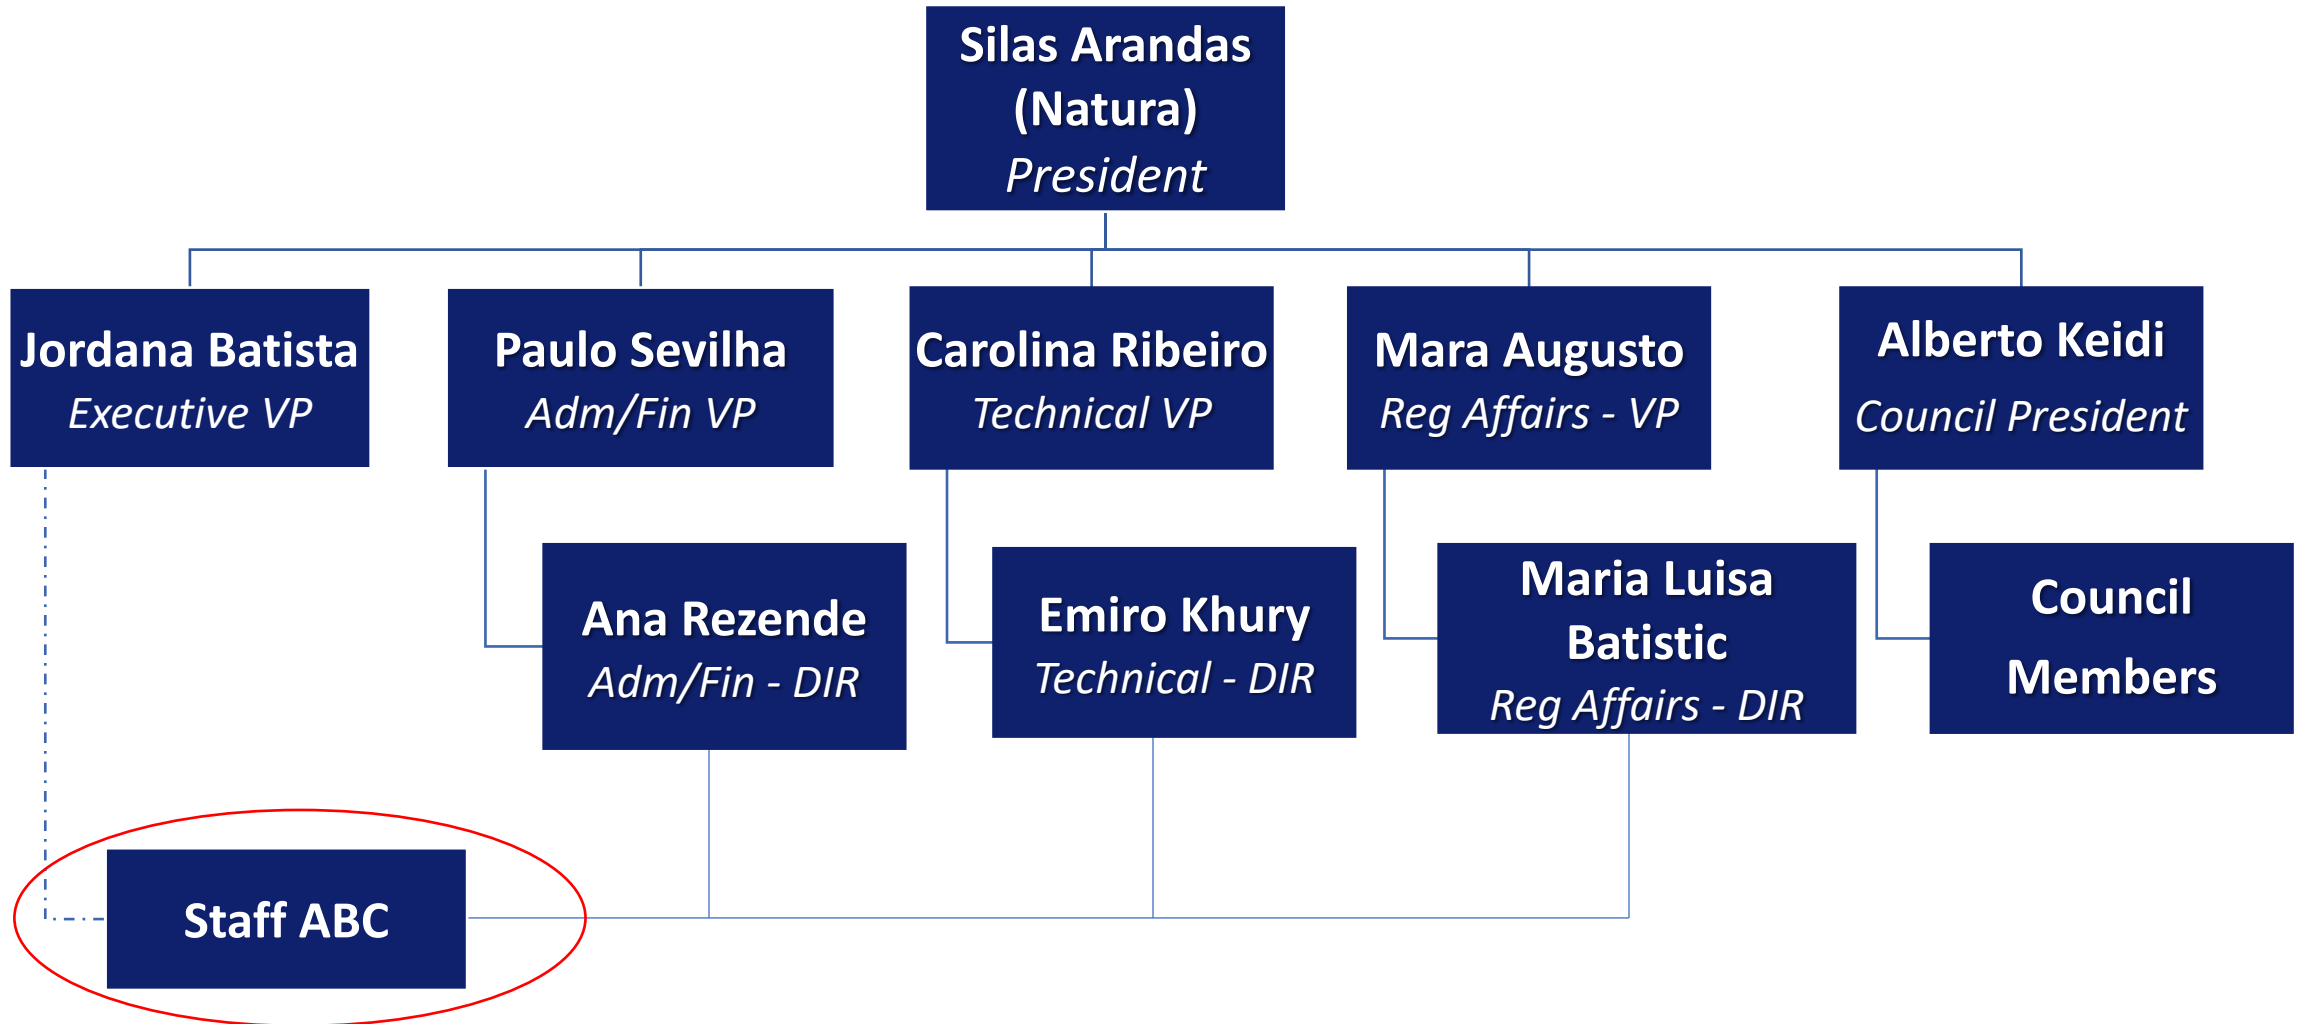 Silas Arandas
(Natura)
President
Jordana Batista
Executive VP
Paulo Sevilha
Adm/Fin VP
Carolina Ribeiro
Technical VP
Mara Augusto
Reg Affairs - VP
Alberto Keidi
Council President
Ana Rezende
Adm/Fin - DIR
Emiro Khury
Technical - DIR
Maria Luisa
Batistic
Reg Affairs - DIR
Council
Members
Staff ABC